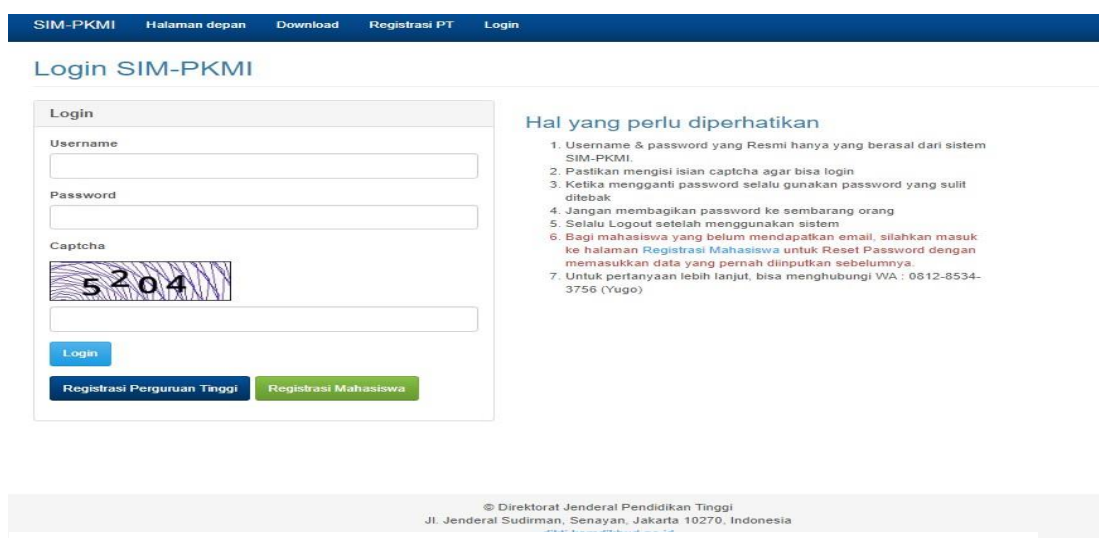 SIM-PKMI Halaman depan Download Registrasi PT Login
Login SIM-PKMI
Login
Username
Password
Captcha
5204
Login
Registrasi Perguruan Tinggi Registrasi Mahasiswa
Hal yang perlu diperhatikan
1. Username & password yang Resmi hanya yang berasal dari sistem
SIM-PKMI.
2. Pastikan mengisi isian captcha agar bisa login
3. Ketika mengganti password selalu gunakan password yang sulit
ditebak
4. Jangan membagikan password ke sembarang orang
5. Selalu Logout setelah menggunakan sistem
6. Bagi mahasiswa yang belum mendapatkan email, silahkan masuk
ke halaman Registrasi Mahasiswa untuk Reset Password dengan
memasukkan data yang pernah diinputkan sebelumnya.
7. Untuk pertanyaan lebih lanjut, bisa menghubungi WA : 0812-8534-
3756 (Yugo)
© Direktorat Jenderal Pendidikan Tinggi
Jl. Jenderal Sudirman, Senayan, Jakarta 10270, Indonesia